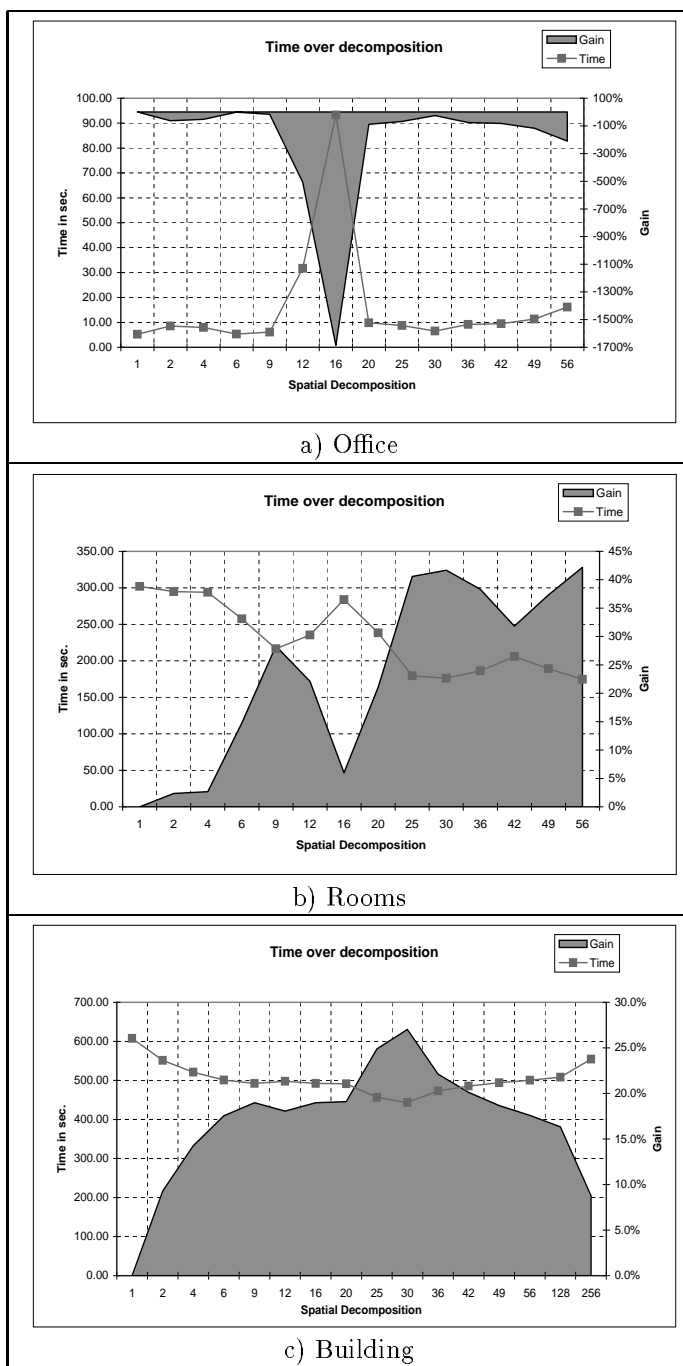 Time over decomposition
Gain
Time
100.00
90.00
80.00
70.00
60.00
50.00
40.00
30.00
20.00
10.00
0.00
Time in sec.
100%
-100%
-300%
-500%
-700%
-900%
-1100%
-1300%
-1500%
-1700%
Gain
1 2 4 6 9 12 16 20 25 30 36 42 49 56
Spatial Decomposition
a) Office
Time over decomposition
Gain
Time
350.00
300.00
250.00
200.00
150.00
100.00
50.00
0.00
Time in sec.
45%
40%
35%
30%
25%
20%
15%
10%
5%
0%
Gain
1 2 4 6 9 12 16 20 25 30 36 42 49 56
Spatial Decomposition
b) Rooms
Time over decomposition
Gain
Time
700.00
600.00
500.00
400.00
300.00
200.00
100.00
0.00
Time in sec.
30.0%
25.0%
20.0%
15.0%
10.0%
5.0%
0.0%
Gain
1 2 4 6 9 12 16 20 25 30 36 42 49 56 128 256
Spatial Decomposition
c) Building